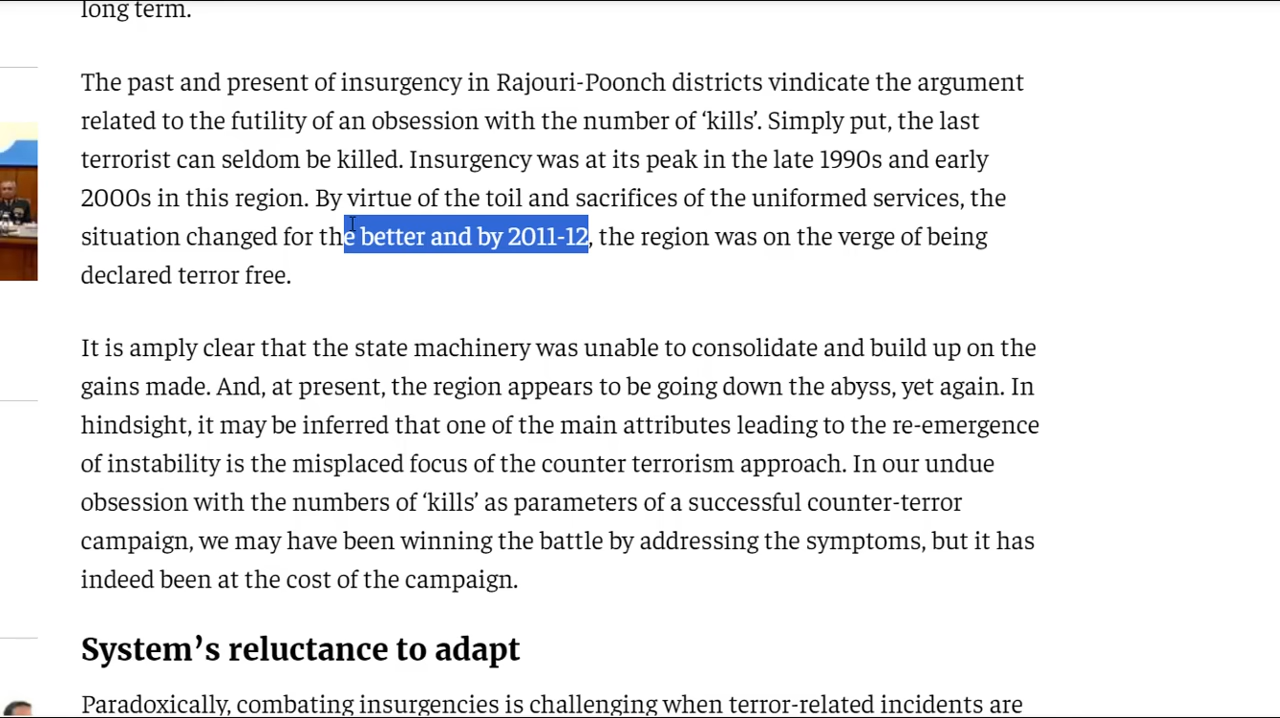 long term.
The past and present of insurgency in Rajouri-Poonch districts vindicate the argument
related to the futility of an obsession with the number of ‘kills’. Simply put, the last
terrorist can seldom be killed. Insurgency was at its peak in the late 1990s and early
2000s in this region. By virtue of the toil and sacrifices of the uniformed services, the
situation changed for the better and by 2011-12, the region was on the verge of being
declared terror free.
It is amply clear that the state machinery was unable to consolidate and build up on the
gains made. And, at present, the region appears to be going down the abyss, yet again. In
hindsight, it may be inferred that one of the main attributes leading to the re-emergence
of instability is the misplaced focus of the counter terrorism approach. In our undue
obsession with the numbers of ‘kills’ as parameters of a successful counter-terror
campaign, we may have been winning the battle by addressing the symptoms, but it has
indeed been at the cost of the campaign.
System’s reluctance to adapt
Paradoxically, combating insurgencies is challenging when terror-related incidents are